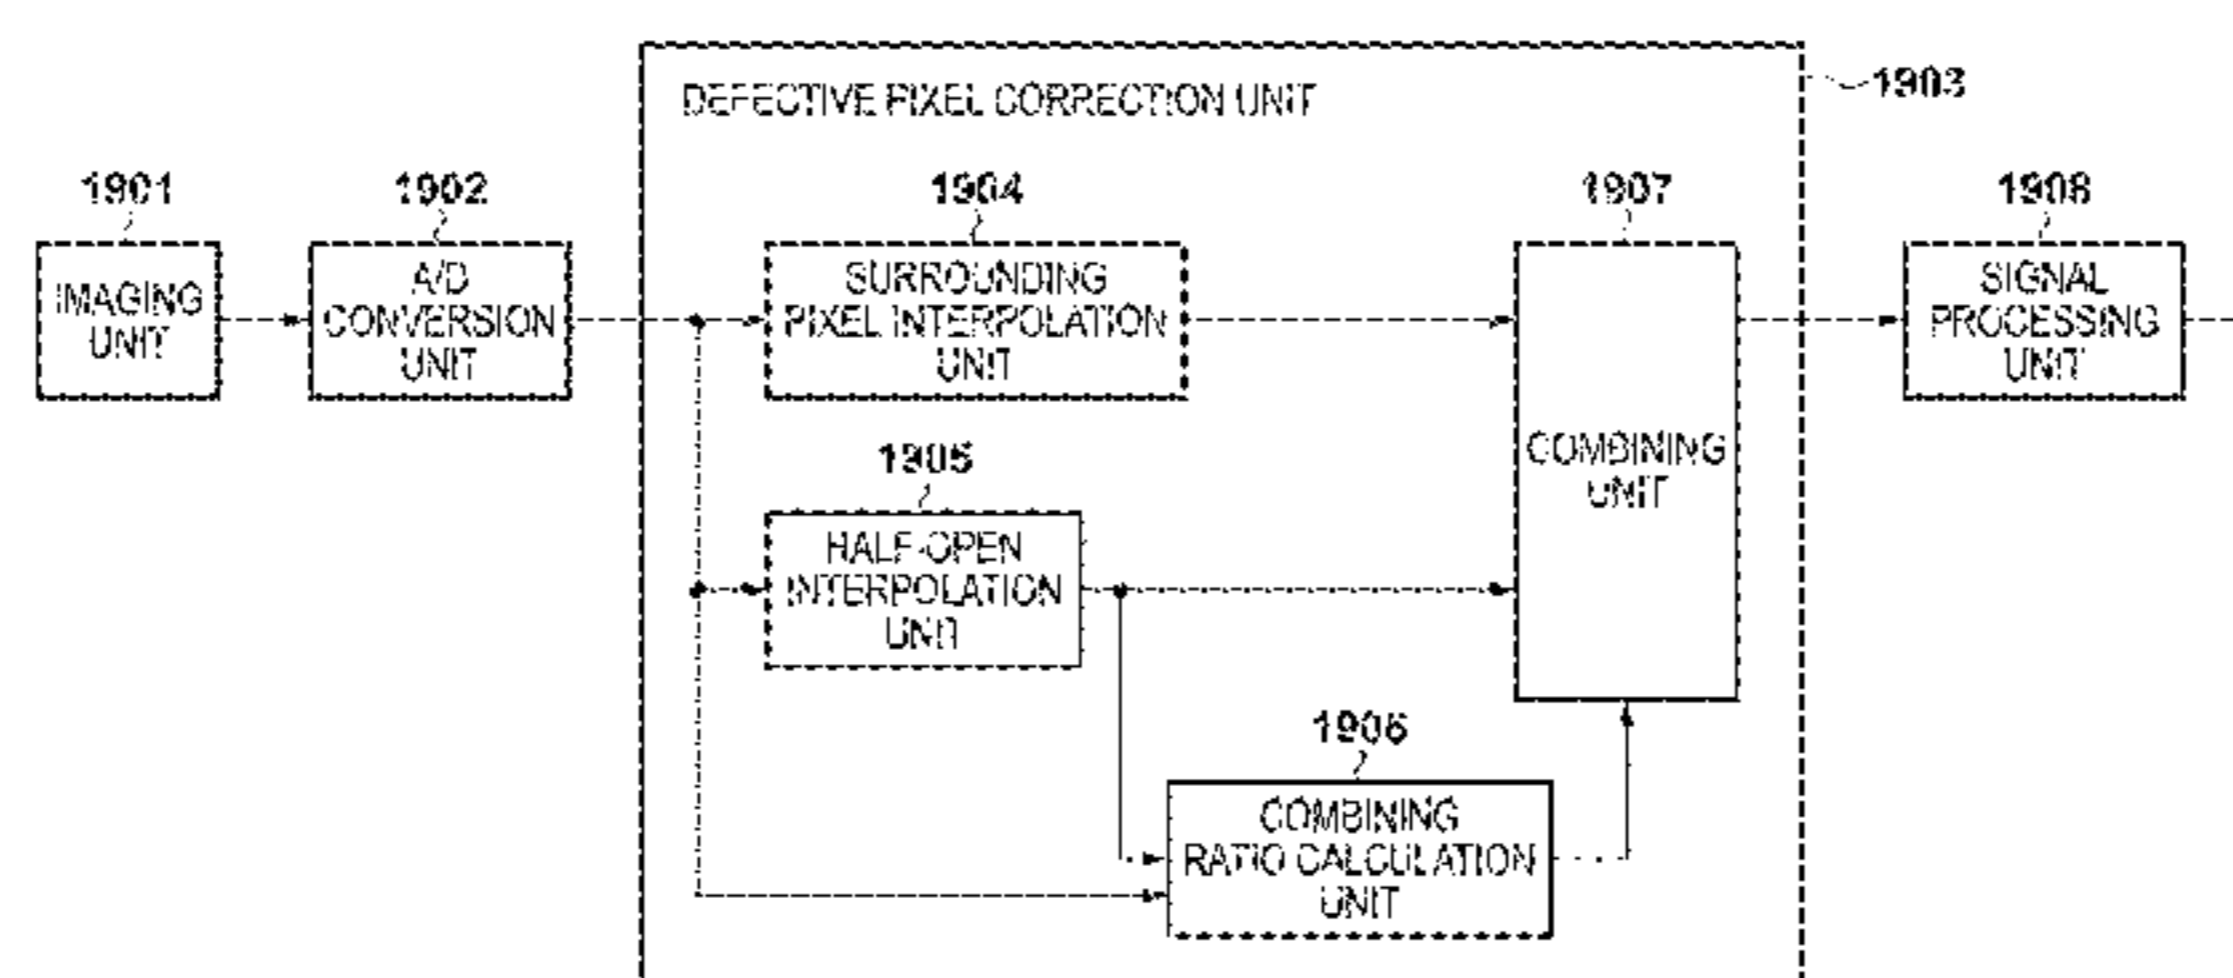 DEFECTIVE PIXEL CORRECTION UNIT
1903
1901
1902
1904
1907
1908
IMAGING
UNIT
A/D
CONVERSION
UNIT
SURROUNDING
PIXEL INTERPOLATION
UNIT
COMBINING
UNIT
SIGNAL
PROCESSING
UNIT
1905
HALF-OPEN
INTERPOLATION
UNIT
1906
COMBINING
RATIO CALCULATION
UNIT